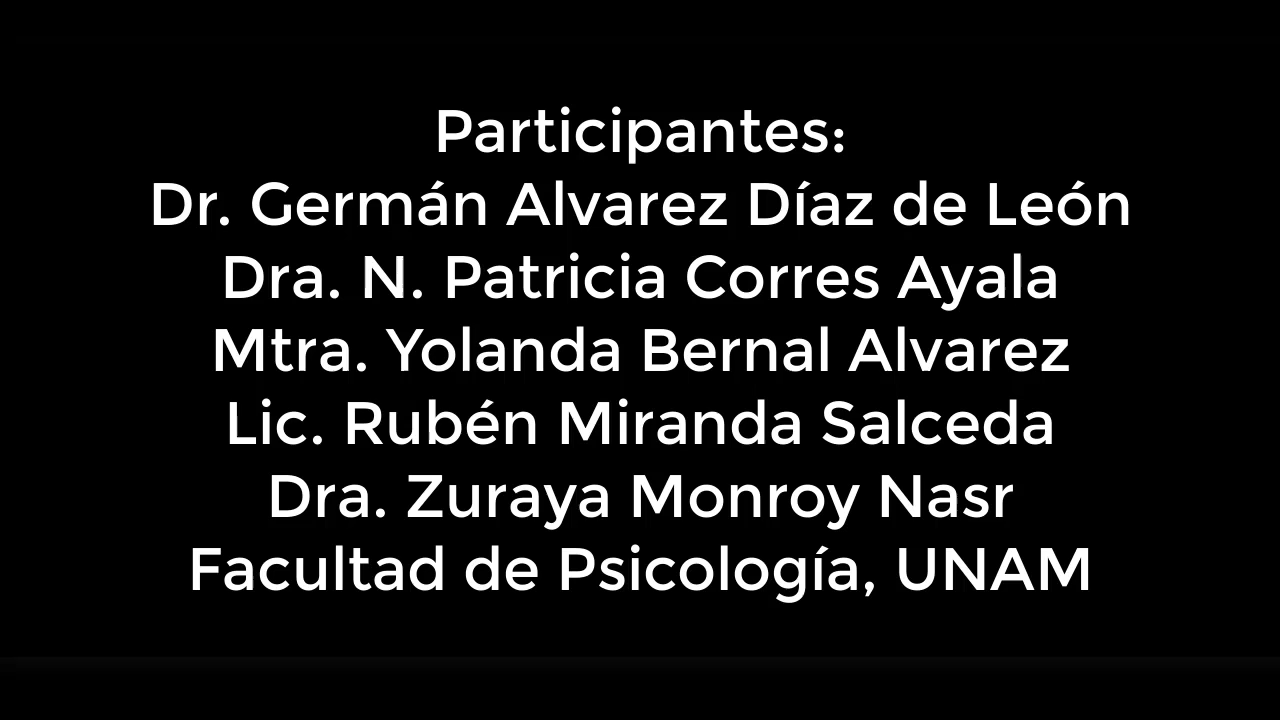 Participantes:
Dr. Germán Alvarez Díaz de León
Dra. N. Patricia Corres Ayala
Mtra. Yolanda Bernal Alvarez
Lic. Rubén Miranda Salceda
Dra. Zuraya Monroy Nasr
Facultad de Psicología, UNAM